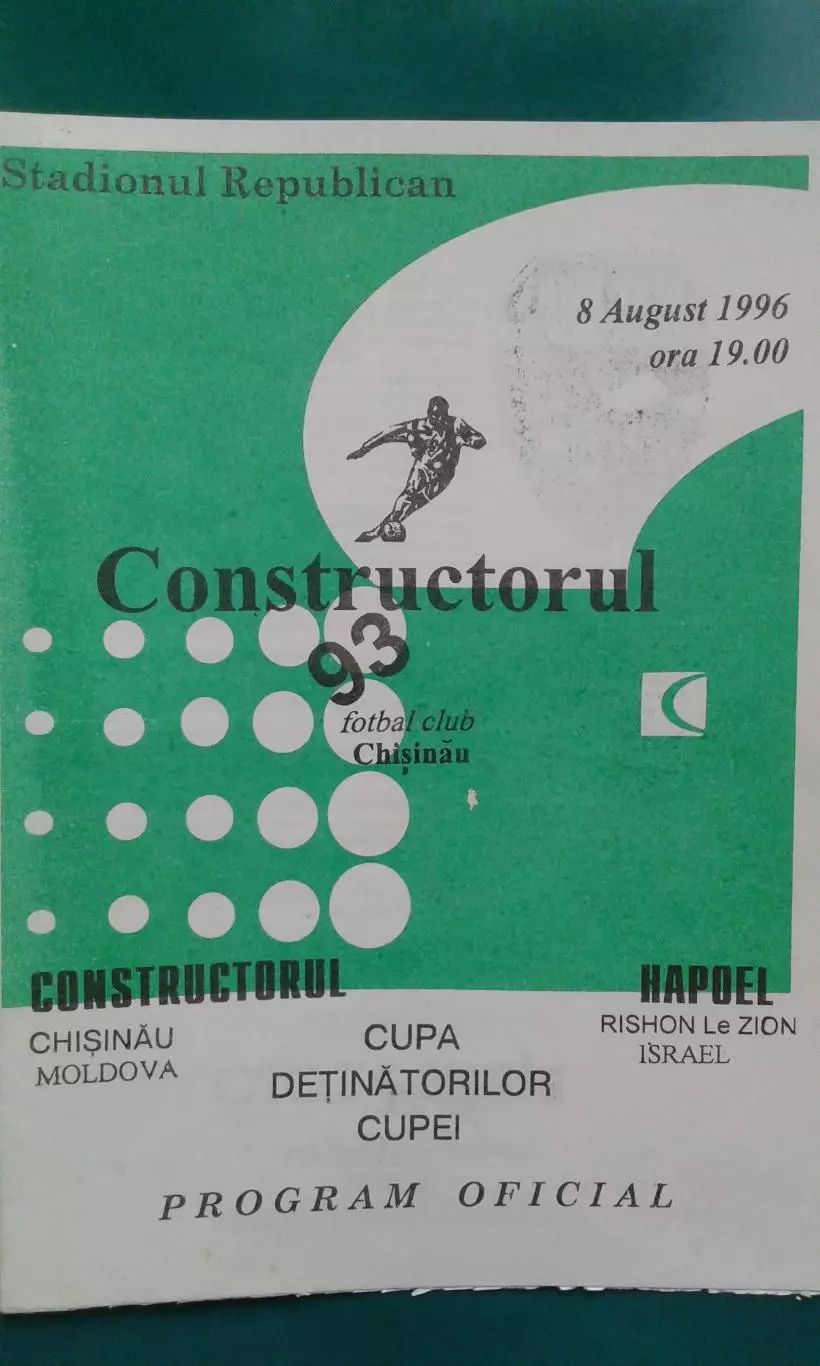 Stadionul Republican
8 August 1996
ora 19.00
Constructorul
93
fotbal club
Chișinău
CONSTRUCTORUL
CHIȘINĂU
MOLDOVA
HAPOEL
RISHON Le ZION
ISRAEL
CUPA
DEȚINĂTORILOR
CUPEI
PROGRAM OFICIAL